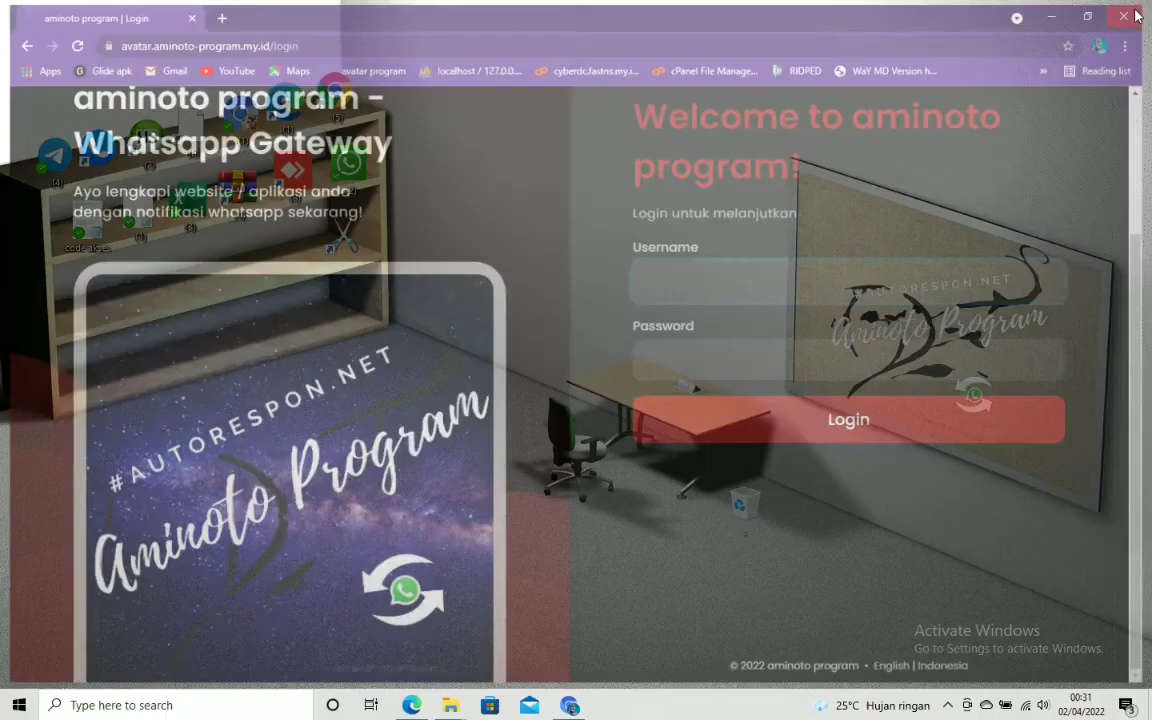 aminoto program | Login
avatar.aminoto-program.my.id/login
Apps
Glide apk
Gmail
YouTube
Maps
avatar program
localhost / 127.0.0...
cyberdc.fastns.my.i...
cPanel File Manage...
RIDPED
WaY MD Version h...
»
Reading list
aminoto program -
Whatsapp Gateway
Ayo lengkapi website / aplikasi anda
dengan notifikasi whatsapp sekarang!
code akses
#AUTORESPON.NET
Aminoto Program
Welcome to aminoto
program!
Login untuk melanjutkan
Username
Password
Login
#AUTORESPON.NET
Aminoto Program
Activate Windows
Go to Settings to activate Windows.
© 2022 aminoto program • English | Indonesia
Type here to search
25°C Hujan ringan
00:31
02/04/2022
3